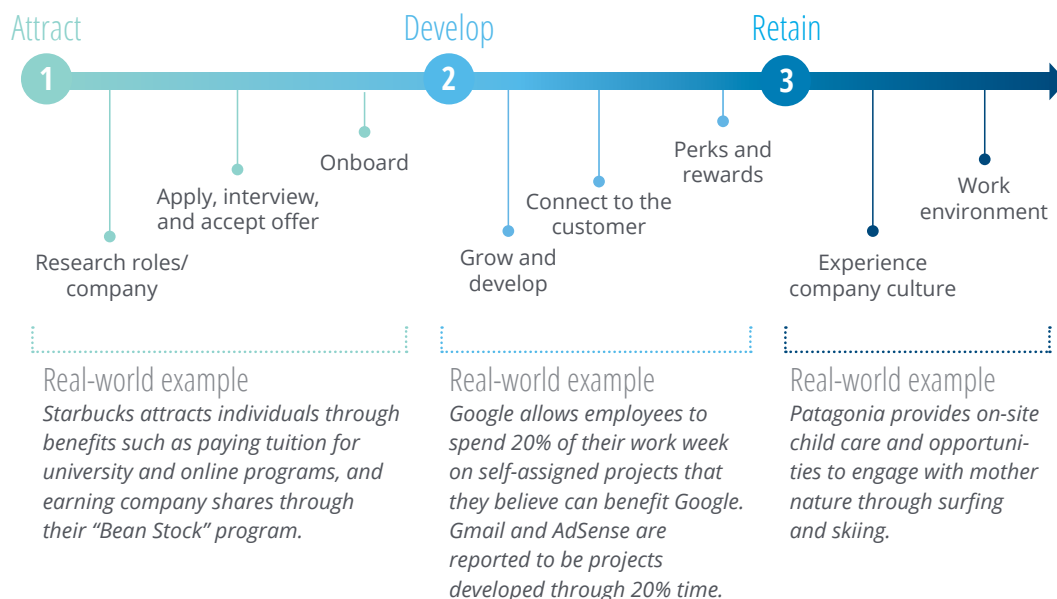 Attract
Develop
Retain
1
2
3
Research roles/
company
Apply, interview,
and accept offer
Onboard
Grow and
develop
Connect to the
customer
Perks and
rewards
Experience
company culture
Work
environment
Real-world example
Starbucks attracts individuals through
benefits such as paying tuition for
university and online programs, and
earning company shares through
their “Bean Stock” program.
Real-world example
Google allows employees to
spend 20% of their work week
on self-assigned projects that
they believe can benefit Google.
Gmail and AdSense are
reported to be projects
developed through 20% time.
Real-world example
Patagonia provides on-site
child care and opportuni-
ties to engage with mother
nature through surfing
and skiing.